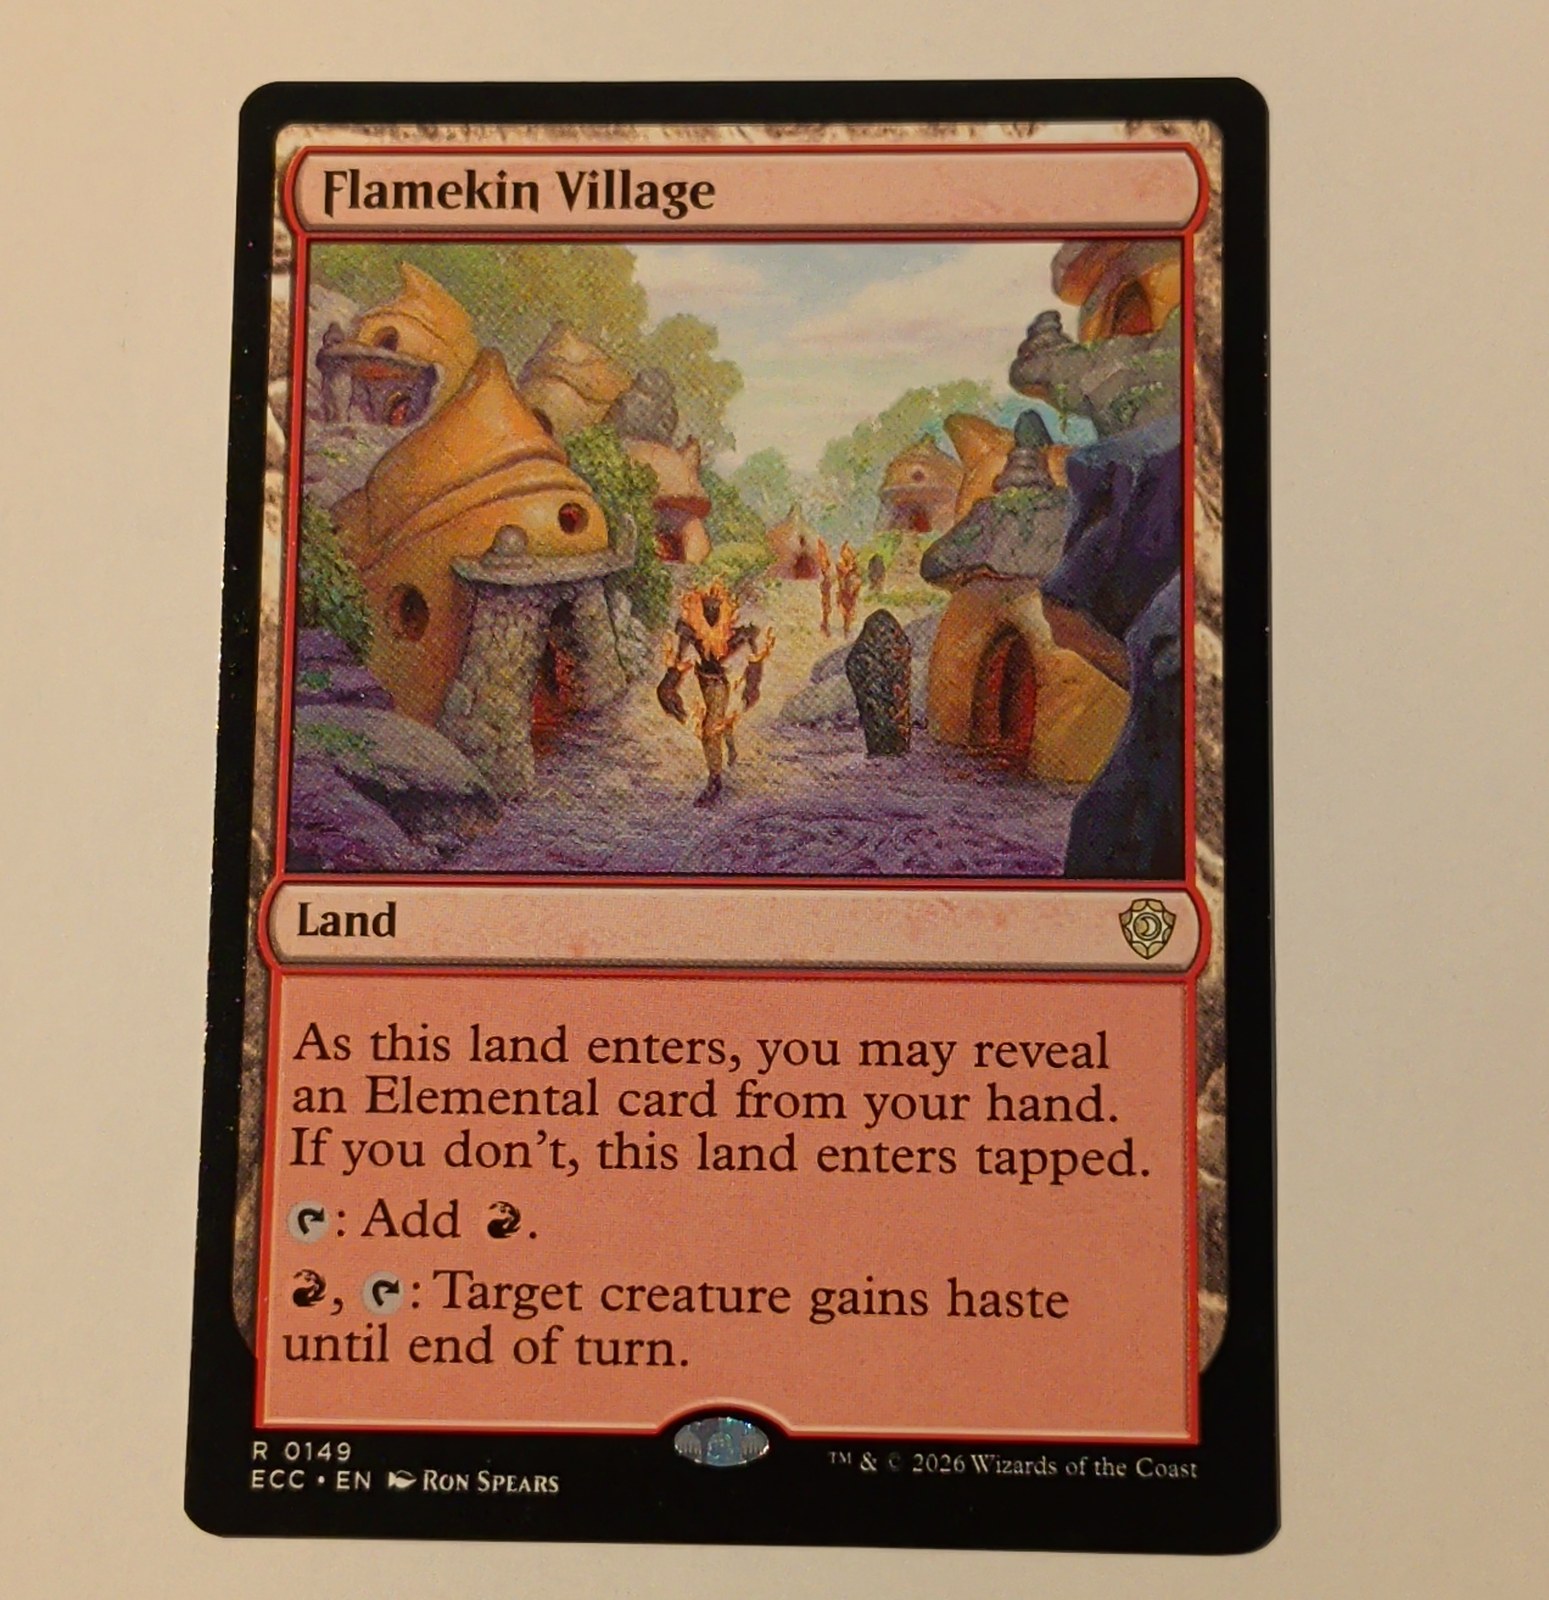 Flamekin Village
Land
As this land enters, you may reveal
an Elemental card from your hand.
If you don't, this land enters tapped.
: Add .
, : Target creature gains haste
until end of turn.
R 0149
ECC • EN Ron Spears
™ & © 2026 Wizards of the Coast